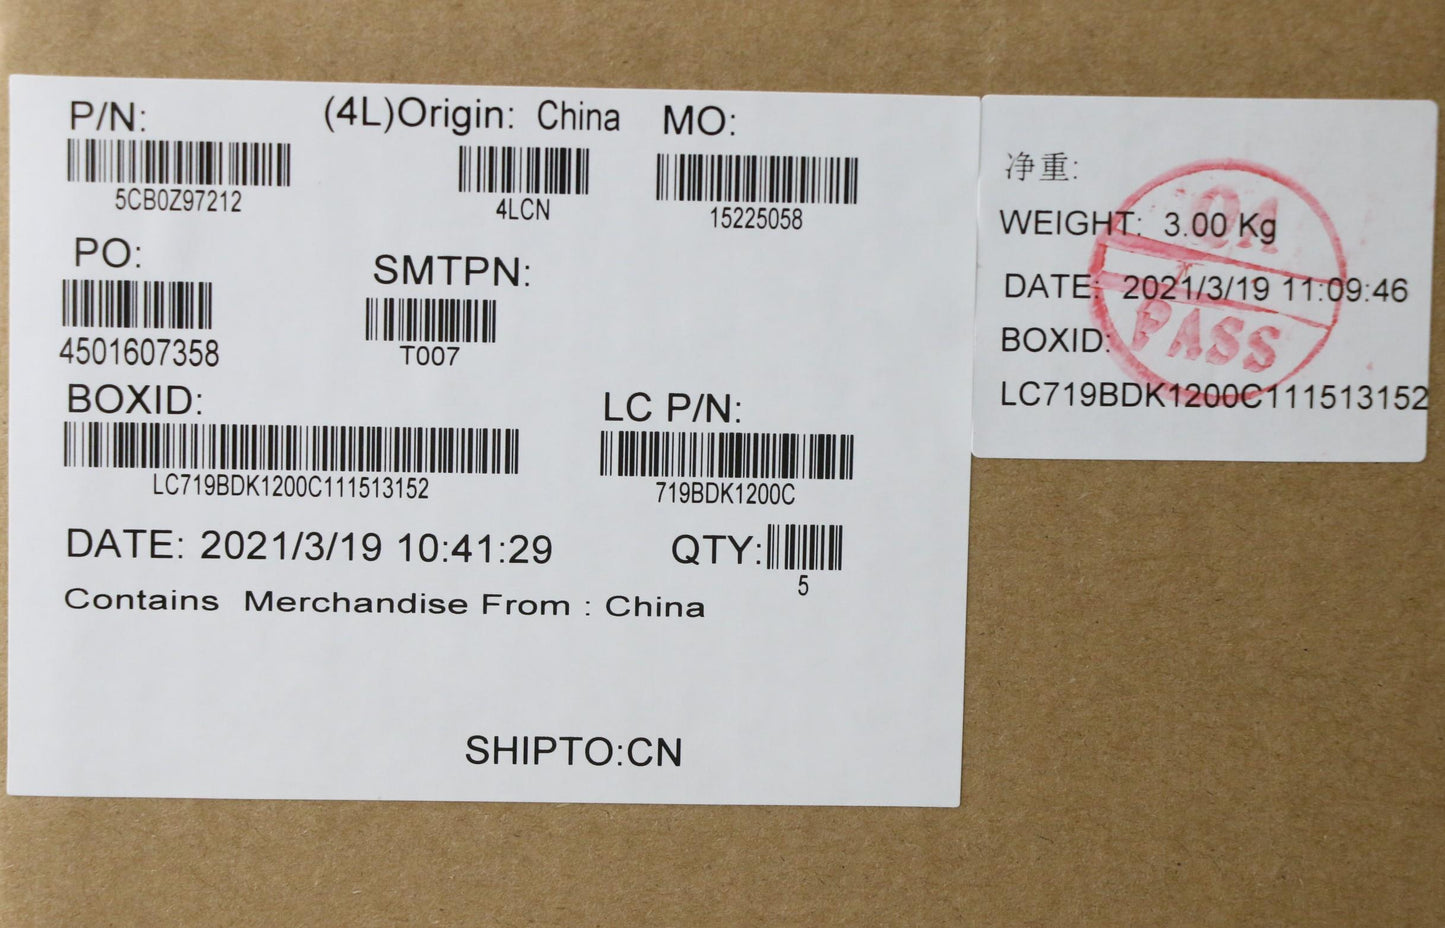 P/N: (4L)Origin: China MO:
5CB0Z97212 4LCN 15225058
PO: SMTPN:
4501607358 T007
BOXID: LC P/N:
LC719BDK1200C111513152 719BDK1200C
DATE: 2021/3/19 10:41:29 QTY:
5
Contains Merchandise From : China
SHIPTO:CN
净重:
WEIGHT: 3.00 Kg
DATE: 2021/3/19 11:09:46
BOXID:
LC719BDK1200C111513152
PASS